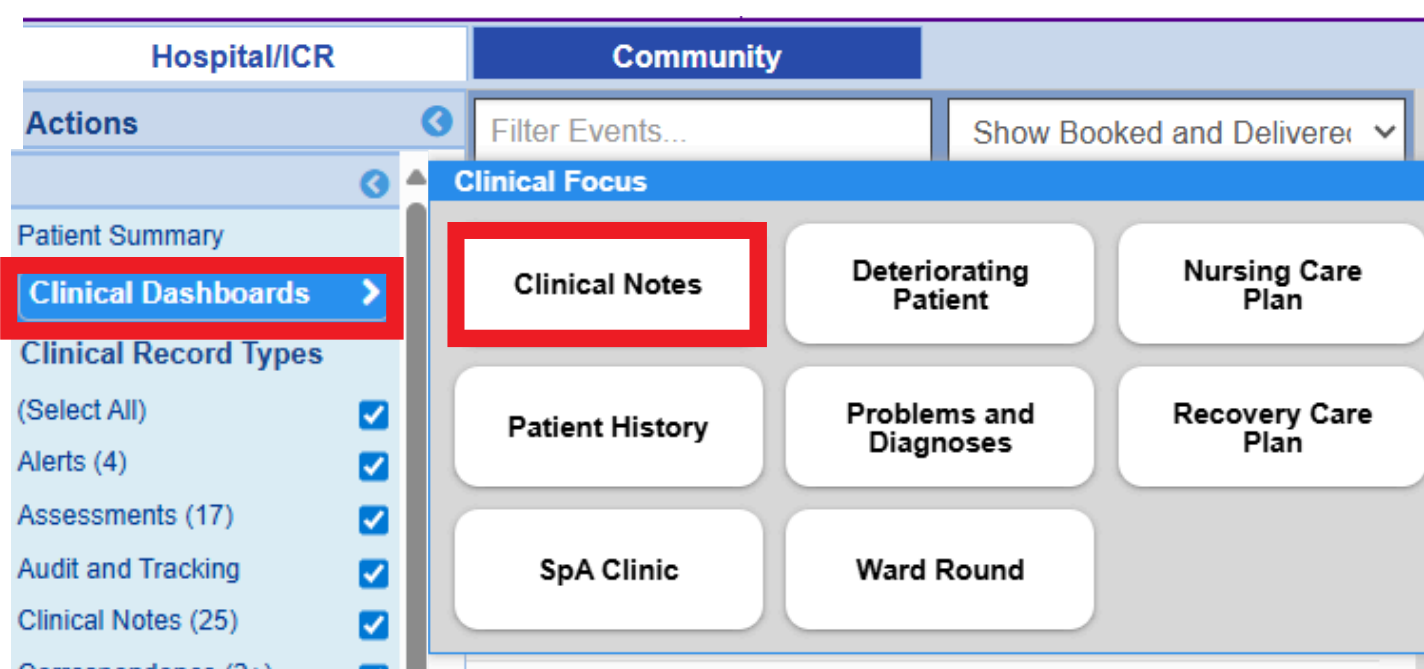 Hospital/ICR
Community
Actions
Filter Events...
Show Booked and Delivered
Clinical Focus
Patient Summary
Clinical Dashboards
Clinical Record Types
(Select All)
Alerts (4)
Assessments (17)
Audit and Tracking
Clinical Notes (25)
Clinical Notes
Deteriorating
Patient
Nursing Care
Plan
Patient History
Problems and
Diagnoses
Recovery Care
Plan
SpA Clinic
Ward Round